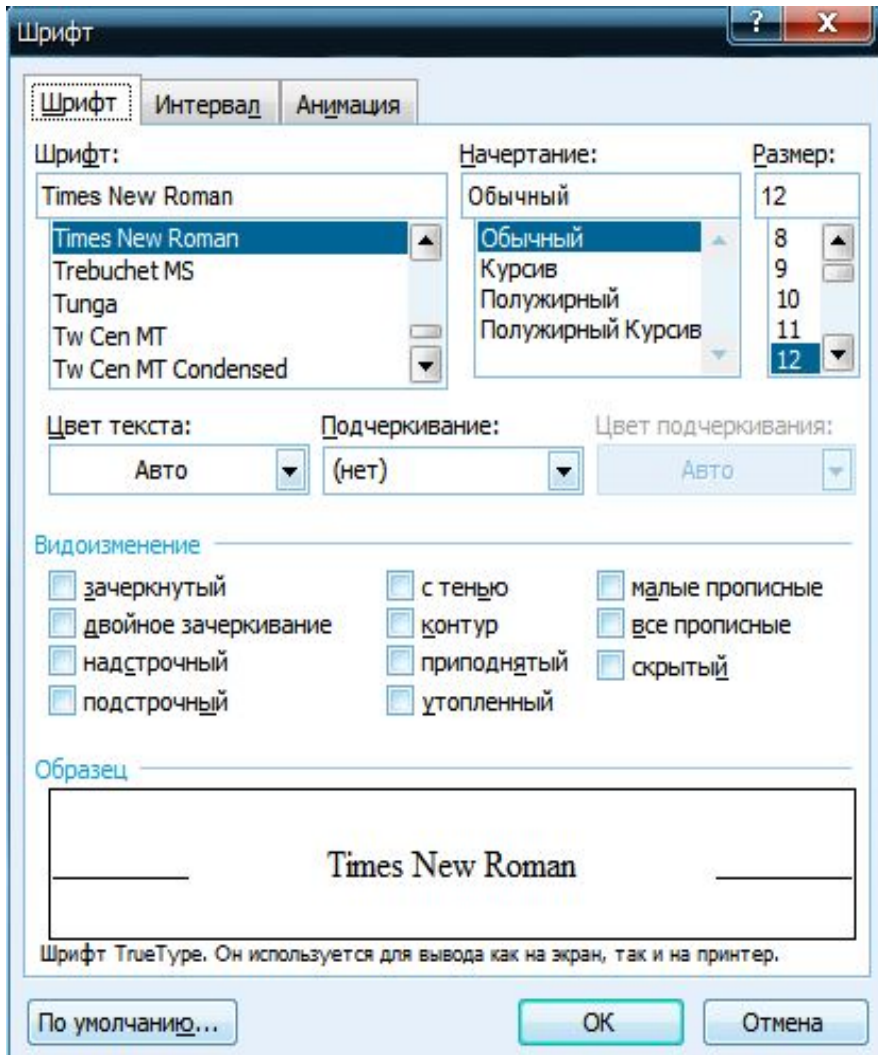 Шрифт
Шрифт Интервал Анимация
Шрифт: Начертание: Размер:
Times New Roman Обычный 12
Times New Roman Обычный 8
Trebuchet MS Курсив 9
Tunga Полужирный 10
Tw Cen MT Полужирный Курсив 11
Tw Cen MT Condensed 12
Цвет текста: Подчеркивание: Цвет подчеркивания:
Авто (нет) Авто
Видоизменение
зачеркнутый с тенью малые прописные
двойное зачеркивание контур все прописные
надстрочный приподнятый скрытый
подстрочный утопленный
Образец
Times New Roman
Шрифт TrueType. Он используется для вывода как на экран, так и на принтер.
По умолчанию... ОК Отмена